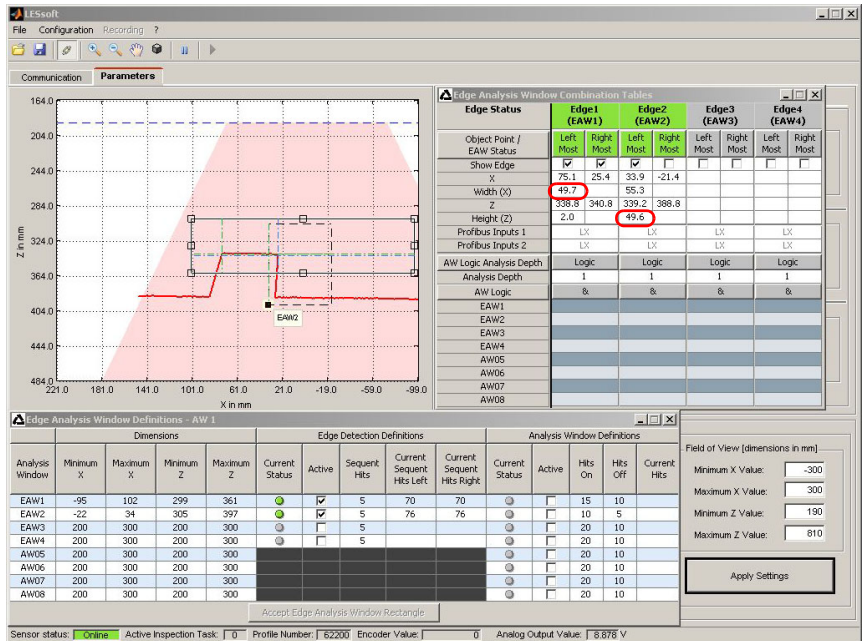 LESsoft
File Configuration Recording ?
Communication Parameters
164.0
204.0
244.0
284.0
324.0
364.0
404.0
444.0
484.0
Z in mm
221.0 181.0 141.0 101.0 61.0 21.0 -19.0 -59.0 -99.0
X in mm
EAW2
Edge Analysis Window Combination Tables
Edge Status Edge1 (EAW1) Edge2 (EAW2) Edge3 (EAW3) Edge4 (EAW4)
Object Point / EAW Status Left Most Right Most Left Most Right Most Left Most Right Most Left Most Right Most
Show Edge
X 75.1 25.4 33.9 -21.4
Width (X) 49.7 55.3
Z 338.8 340.8 339.2 388.8
Height (Z) 2.0 49.6
Profibus Inputs 1 LX LX LX LX
Profibus Inputs 2 LX LX LX LX
AW Logic Analysis Depth Logic Logic Logic Logic
Analysis Depth 1 1 1 1
AW Logic & & & &
EAW1
EAW2
EAW3
EAW4
AW05
AW06
AW07
AW08
Edge Analysis Window Definitions - AW 1
Dimensions Edge Detection Definitions Analysis Window Definitions
Analysis Window Minimum X Maximum X Minimum Z Maximum Z Current Status Active Sequent Hits Current Sequent Hits Left Current Sequent Hits Right Current Status Active Hits On Hits Off Current Hits
EAW1 -95 102 299 361 5 70 70 15 10
EAW2 -22 34 305 397 5 76 76 10 5
EAW3 200 200 300 300 5 20 10
EAW4 200 200 300 300 5 20 10
AW05 200 200 300 300 20 10
AW06 200 200 300 300 20 10
AW07 200 200 300 300 20 10
AW08 200 200 300 300 20 10
Accept Edge Analysis Window Rectangle
Field of View [dimensions in mm]
Minimum X Value: -300
Maximum X Value: 300
Minimum Z Value: 190
Maximum Z Value: 810
Apply Settings
Sensor status: Online Active Inspection Task: 0 Profile Number: 62200 Encoder Value: 0 Analog Output Value: 8.878 V